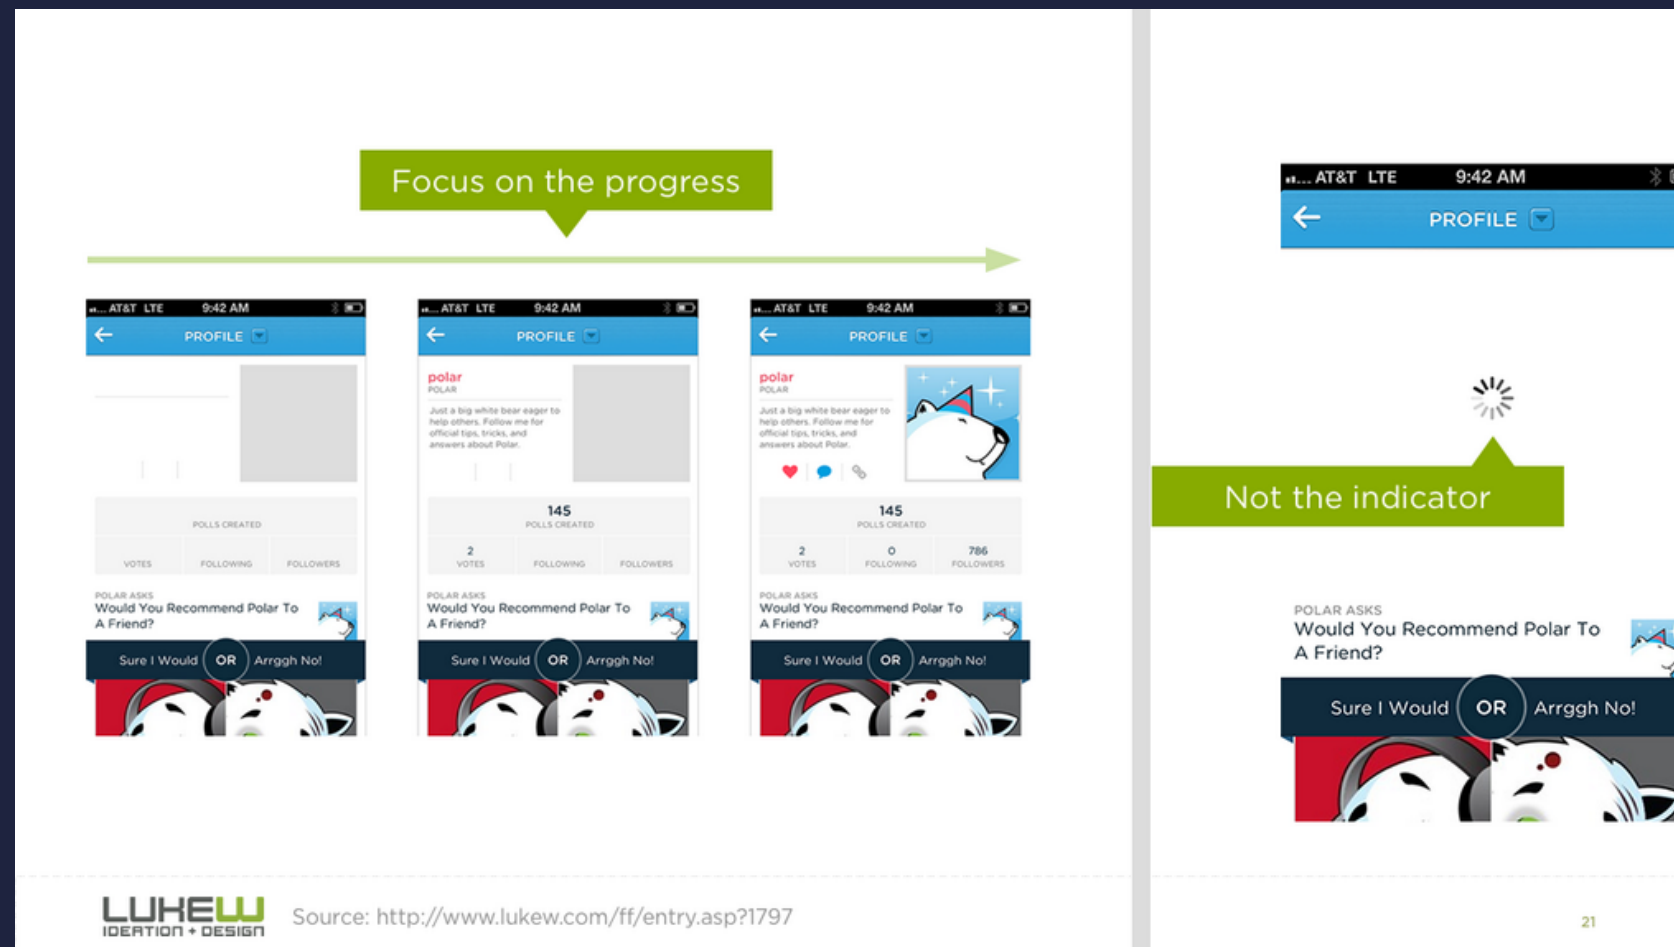 Focus on the progress
AT&T LTE 9:42 AM
PROFILE
POLLS CREATED
VOTES FOLLOWING FOLLOWERS
POLAR ASKS
Would You Recommend Polar To
A Friend?
Sure I Would OR Arrggh No!
AT&T LTE 9:42 AM
PROFILE
polar
POLAR
Just a big white bear eager to
help others. Follow me for
official tips, tricks, and
answers about Polar.
145
POLLS CREATED
2
VOTES FOLLOWING FOLLOWERS
POLAR ASKS
Would You Recommend Polar To
A Friend?
Sure I Would OR Arrggh No!
AT&T LTE 9:42 AM
PROFILE
polar
POLAR
Just a big white bear eager to
help others. Follow me for
official tips, tricks, and
answers about Polar.
145
POLLS CREATED
2 0 786
VOTES FOLLOWING FOLLOWERS
POLAR ASKS
Would You Recommend Polar To
A Friend?
Sure I Would OR Arrggh No!
LUKEW
IDEATION + DESIGN
Source: http://www.lukew.com/ff/entry.asp?1797
... AT&T LTE 9:42 AM
PROFILE
Not the indicator
POLAR ASKS
Would You Recommend Polar To
A Friend?
Sure I Would OR Arrggh No!
21